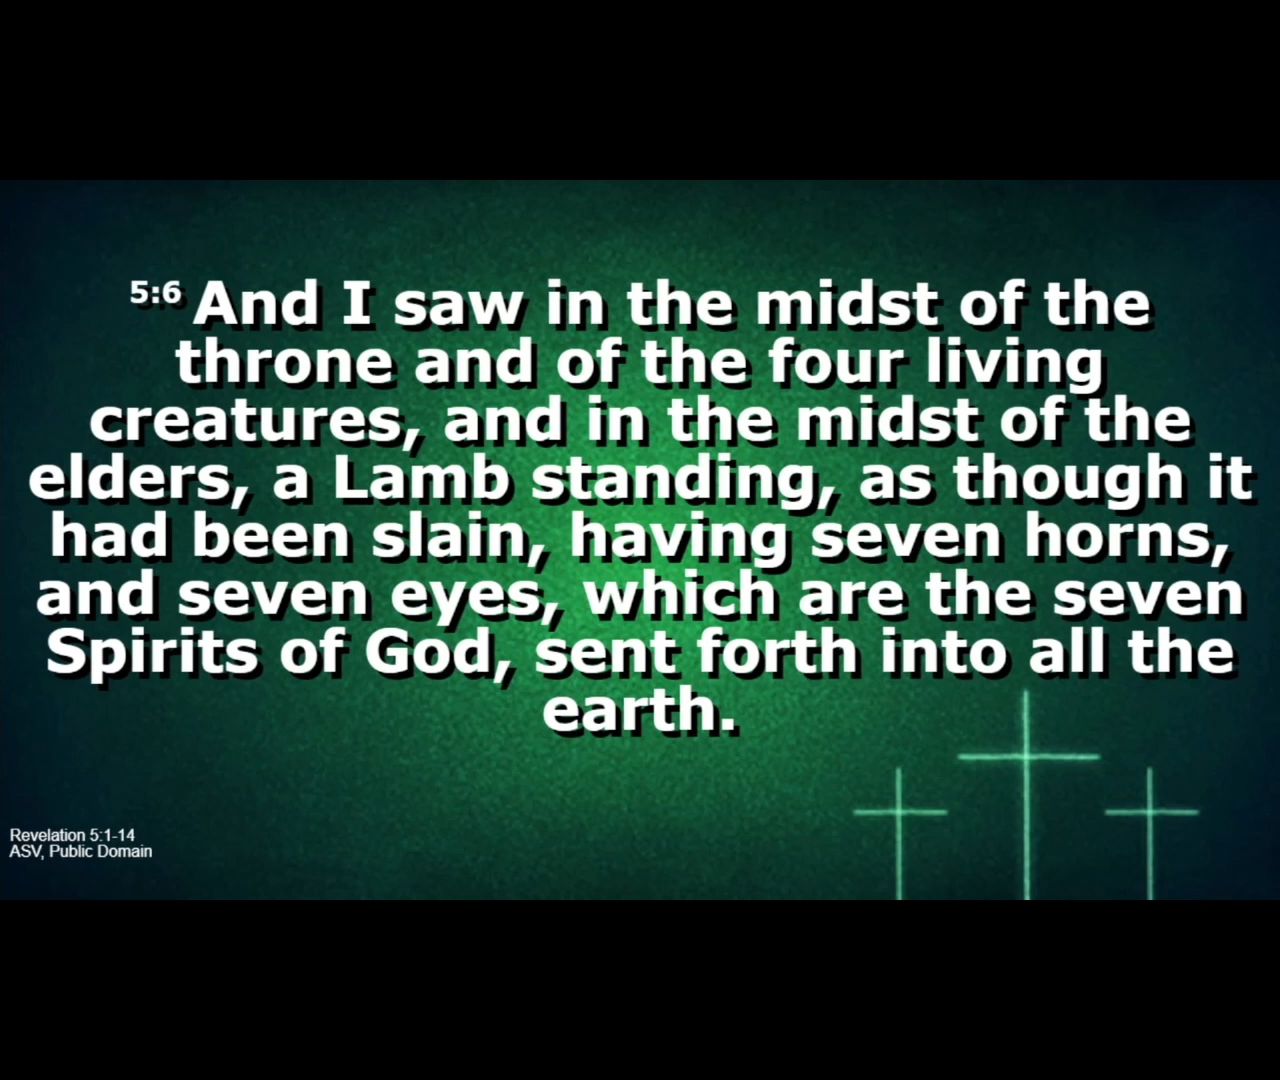 5:6 And I saw in the midst of the
throne and of the four living
creatures, and in the midst of the
elders, a Lamb standing, as though it
had been slain, having seven horns,
and seven eyes, which are the seven
Spirits of God, sent forth into all the
earth.
Revelation 5:1-14
ASV, Public Domain